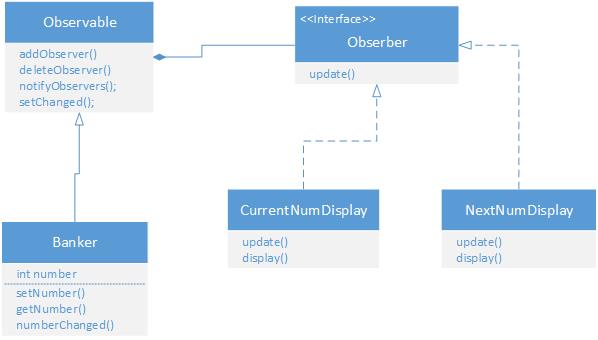 Observable
addObserver()
deleteObserver()
notifyObservers();
setChanged();
<<Interface>>
Obserber
update()
CurrentNumDisplay
update()
display()
NextNumDisplay
update()
display()
Banker
int number
setNumber()
getNumber()
numberChanged()